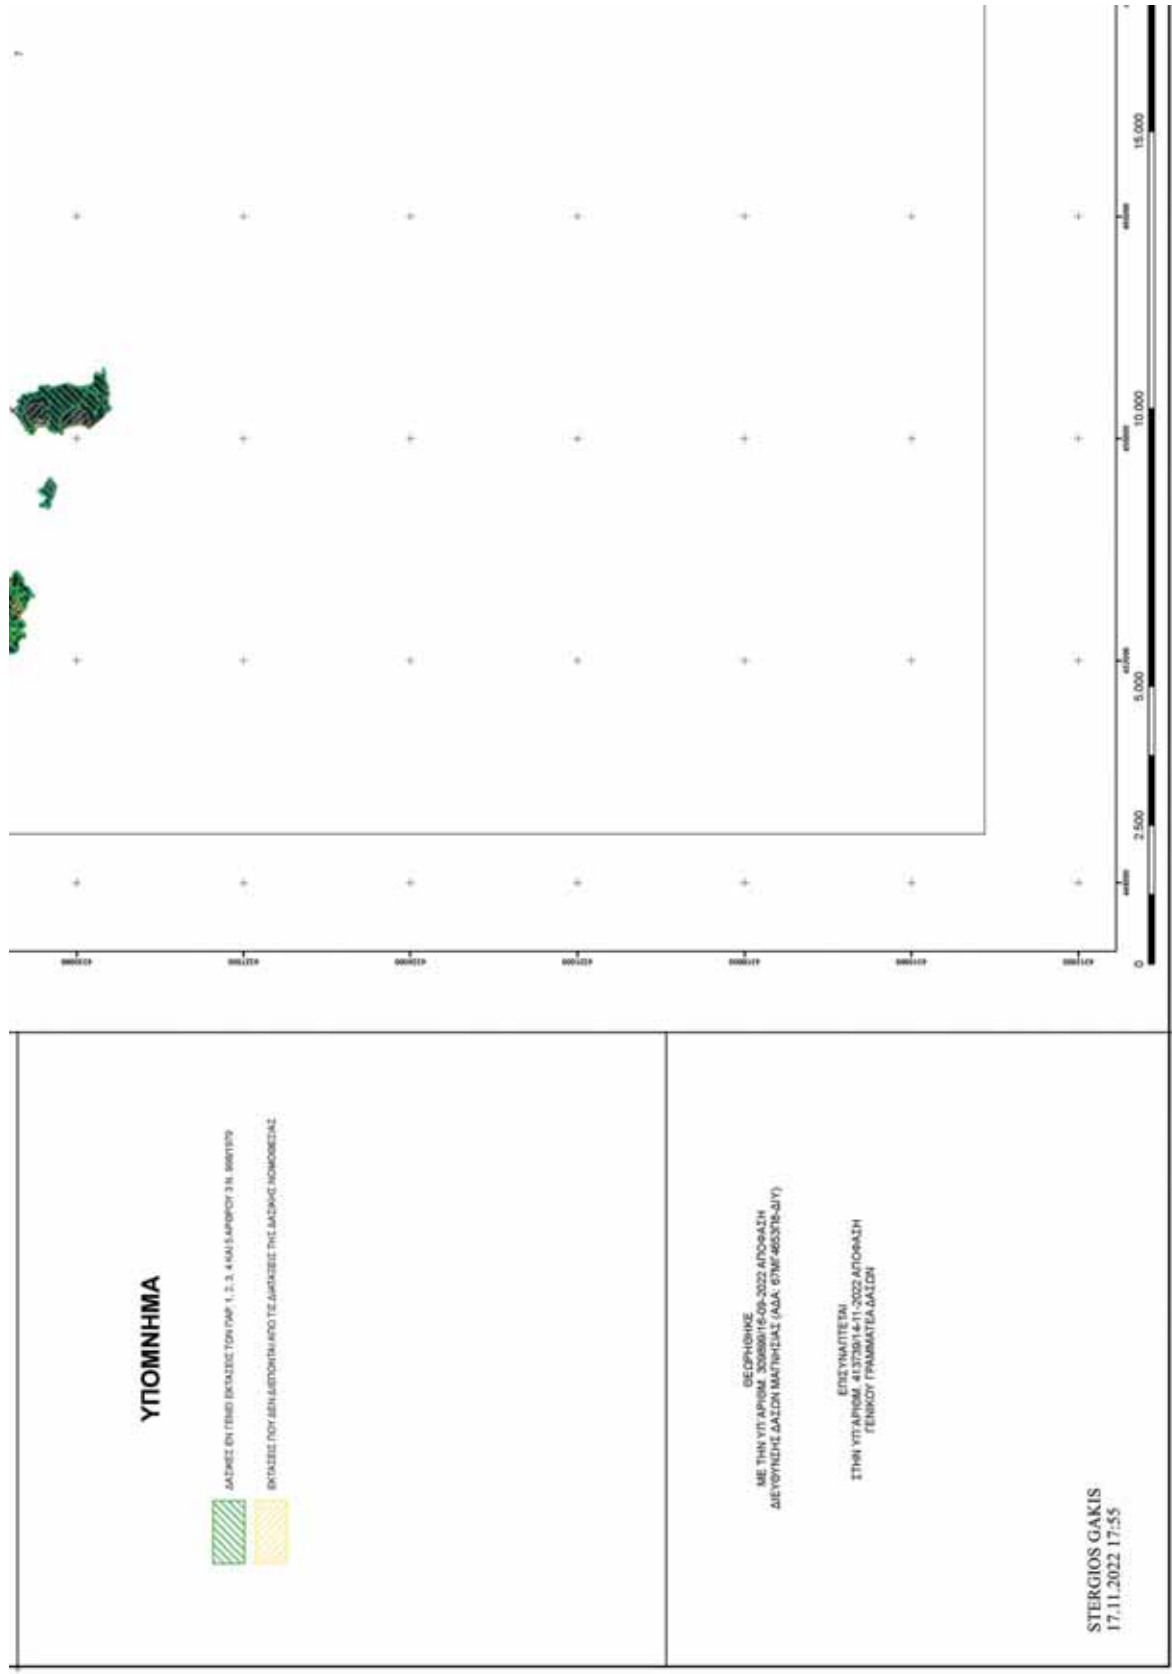 ΥΠΟΜΝΗΜΑ
ΔΑΣΙΚΕΣ ΕΝ ΓΕΝΕΙ ΕΚΤΑΣΕΙΣ ΤΩΝ ΠΑΡ. 1, 2, 3, 4 ΚΑΙ 5 ΑΡΘΡΟΥ 3 Ν. 998/1979
ΕΚΤΑΣΕΙΣ ΠΟΥ ΔΕΝ ΔΙΕΠΟΝΤΑΙ ΑΠΟ ΤΙΣ ΔΙΑΤΑΞΕΙΣ ΤΗΣ ΔΑΣΙΚΗΣ ΝΟΜΟΘΕΣΙΑΣ
ΘΕΩΡΗΘΗΚΕ
ΜΕ ΤΗΝ ΥΠ'ΑΡΙΘΜ. 16-09-2022 ΑΠΟΦΑΣΗ
ΔΙΕΥΘΥΝΣΗΣ ΔΑΣΩΝ ΜΑΓΝΗΣΙΑΣ (ΑΔΑ: 67ΜΓ4653Π8-ΔΙΥ)
ΕΠΙΣΥΝΑΠΤΕΤΑΙ
ΣΤΗΝ ΥΠ'ΑΡΙΘΜ. 413739/14-11-2022 ΑΠΟΦΑΣΗ
ΓΕΝΙΚΟΥ ΓΡΑΜΜΑΤΕΑ ΔΑΣΩΝ
STERGIOS GAKIS
17.11.2022 17:55
0 2.500 5.000 10.000 15.000